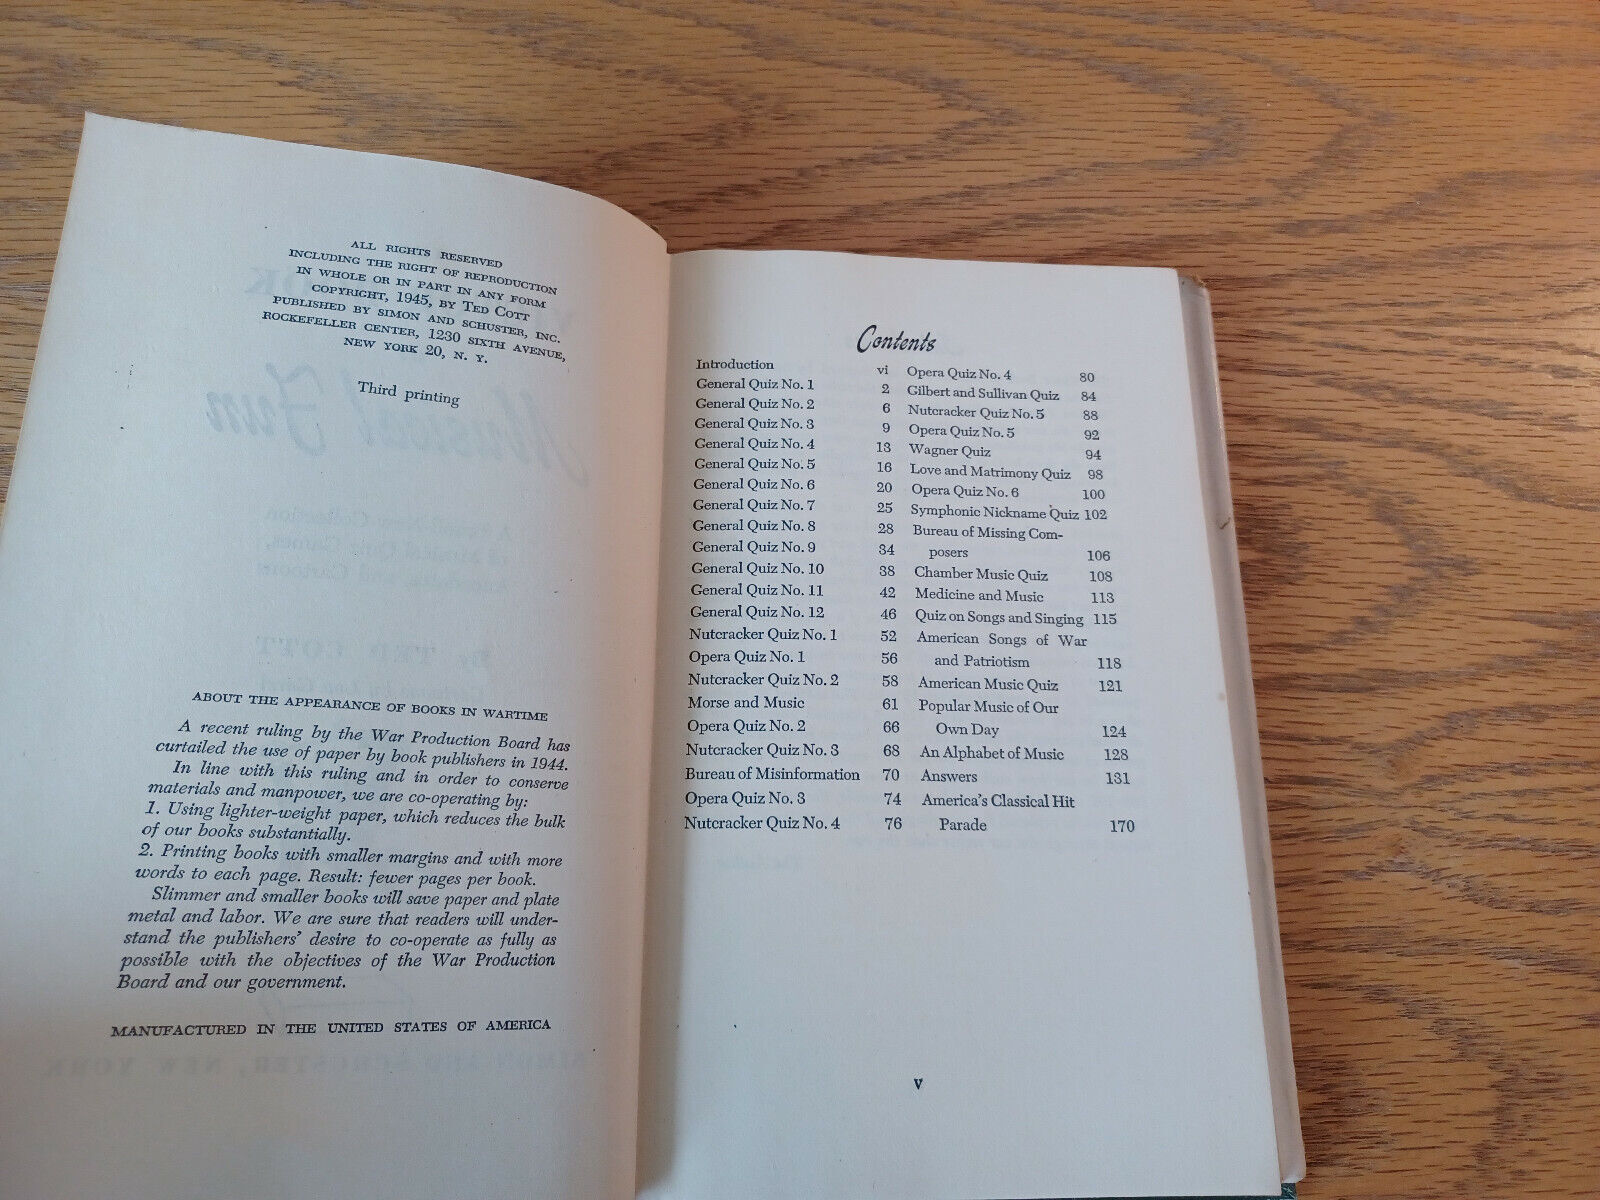 ALL RIGHTS RESERVED
INCLUDING THE RIGHT OF REPRODUCTION
IN WHOLE OR IN PART IN ANY FORM
COPYRIGHT, 1945, BY TED COTT
PUBLISHED BY SIMON AND SCHUSTER, INC.
ROCKEFELLER CENTER, 1230 SIXTH AVENUE,
NEW YORK 20, N. Y.
Third printing
ABOUT THE APPEARANCE OF BOOKS IN WARTIME
A recent ruling by the War Production Board has
curtailed the use of paper by book publishers in 1944.
In line with this ruling and in order to conserve
materials and manpower, we are co-operating by:
1. Using lighter-weight paper, which reduces the bulk
of our books substantially.
2. Printing books with smaller margins and with more
words to each page. Result: fewer pages per book.
Slimmer and smaller books will save paper and plate
metal and labor. We are sure that readers will under-
stand the publishers' desire to co-operate as fully as
possible with the objectives of the War Production
Board and our government.
MANUFACTURED IN THE UNITED STATES OF AMERICA
Contents
Introduction vi
General Quiz No. 1 2
General Quiz No. 2 6
General Quiz No. 3 9
General Quiz No. 4 13
General Quiz No. 5 16
General Quiz No. 6 20
General Quiz No. 7 25
General Quiz No. 8 28
General Quiz No. 9 34
General Quiz No. 10 38
General Quiz No. 11 42
General Quiz No. 12 46
Nutcracker Quiz No. 1 52
Opera Quiz No. 1 56
Nutcracker Quiz No. 2 58
Morse and Music 61
Opera Quiz No. 2 66
Nutcracker Quiz No. 3 68
Bureau of Misinformation 70
Opera Quiz No. 3 74
Nutcracker Quiz No. 4 76
Opera Quiz No. 4 80
Gilbert and Sullivan Quiz 84
Nutcracker Quiz No. 5 88
Opera Quiz No. 5 92
Wagner Quiz 94
Love and Matrimony Quiz 98
Opera Quiz No. 6 100
Symphonic Nickname Quiz 102
Bureau of Missing Com-
posers 106
Chamber Music Quiz 108
Medicine and Music 113
Quiz on Songs and Singing 115
American Songs of War
and Patriotism 118
American Music Quiz 121
Popular Music of Our
Own Day 124
An Alphabet of Music 128
Answers 131
America's Classical Hit
Parade 170
v